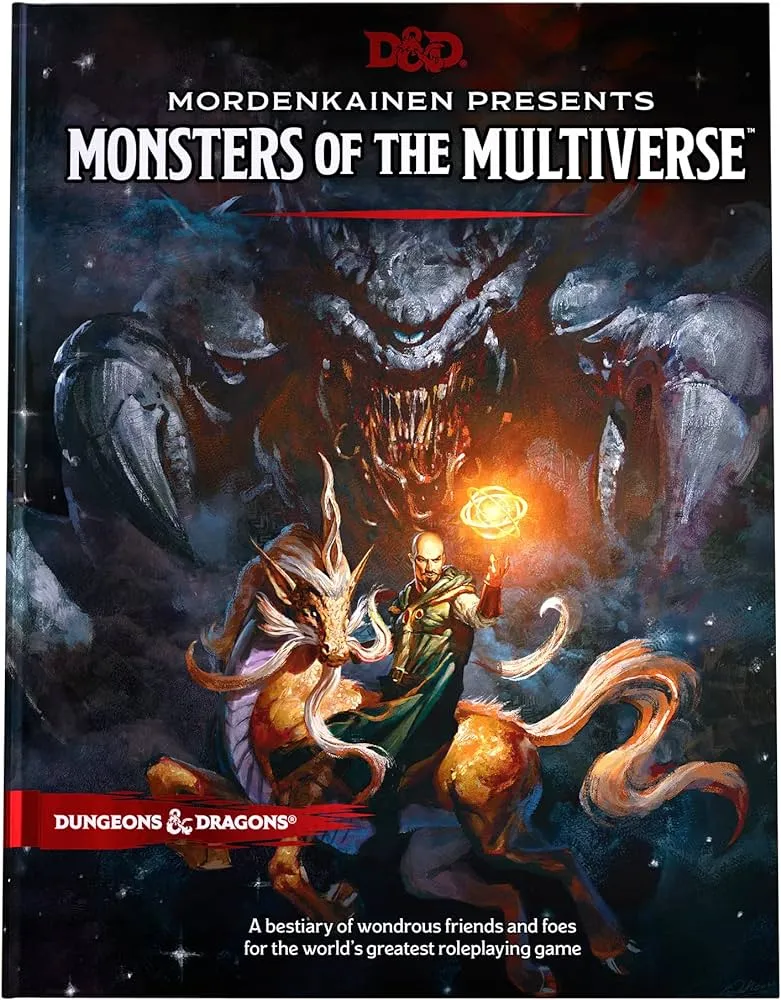 D&D®
MORDENKAINEN PRESENTS
MONSTERS OF THE MULTIVERSE™
DUNGEONS & DRAGONS®
A bestiary of wondrous friends and foes
for the world's greatest roleplaying game